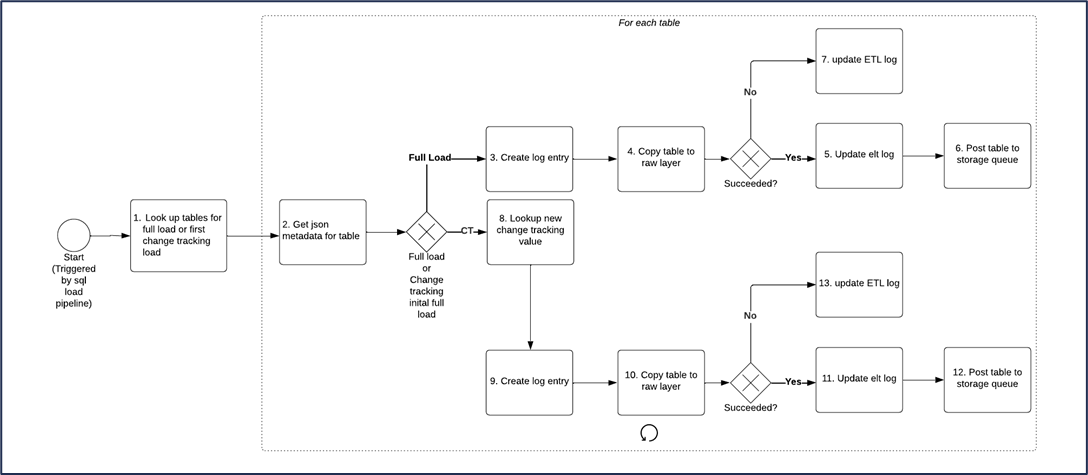 For each table
7. update ETL log
No
Full Load
3. Create log entry
4. Copy table to
raw layer
Yes
5. Update elt log
6. Post table to
storage queue
Succeeded?
1. Look up tables for
full load or first
change tracking
load
2. Get json
metadata for table
CT
8. Lookup new
change tracking
value
Start
(Triggered
by sql
load
pipeline)
Full load
or
Change
tracking
inital full
load
13. update ETL log
No
9. Create log entry
10. Copy table to
raw layer
Yes
11. Update elt log
12. Post table to
storage queue
Succeeded?